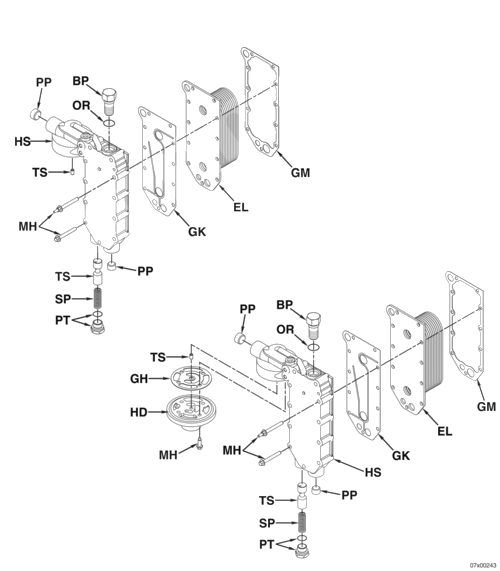 PP
BP
OR
HS
TS
GM
EL
GK
MH
PP
TS
SP
PT
PP
BP
OR
TS
GH
HD
GM
EL
GK
MH
MH
HS
PP
TS
SP
PT
07x00243